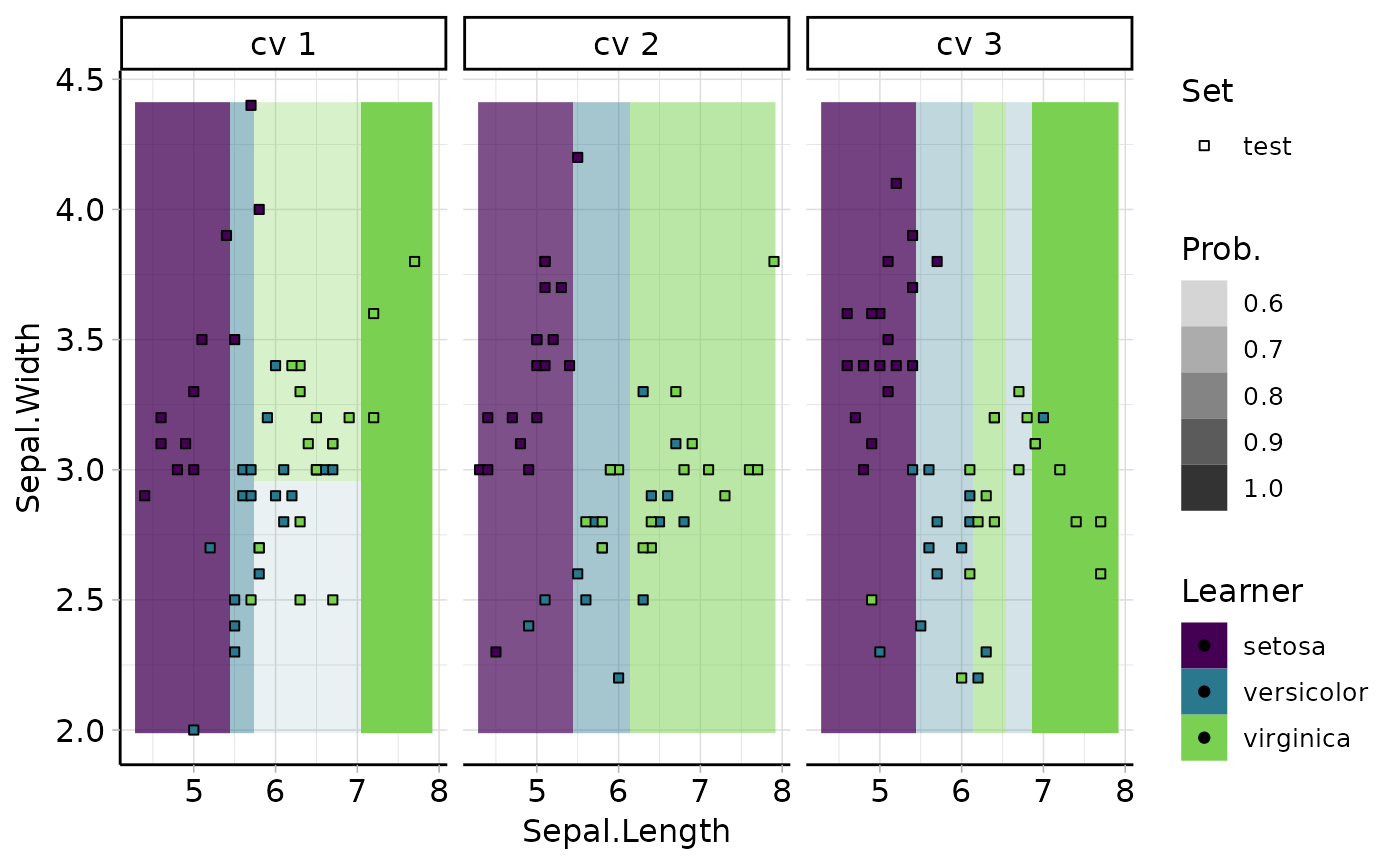 cv 1
cv 2
cv 3
4.5
4.0
3.5
3.0
2.5
2.0
Sepal.Width
5 6 7 8
5 6 7 8
5 6 7 8
Sepal.Length
Set
test
Prob.
0.6
0.7
0.8
0.9
1.0
Learner
setosa
versicolor
virginica